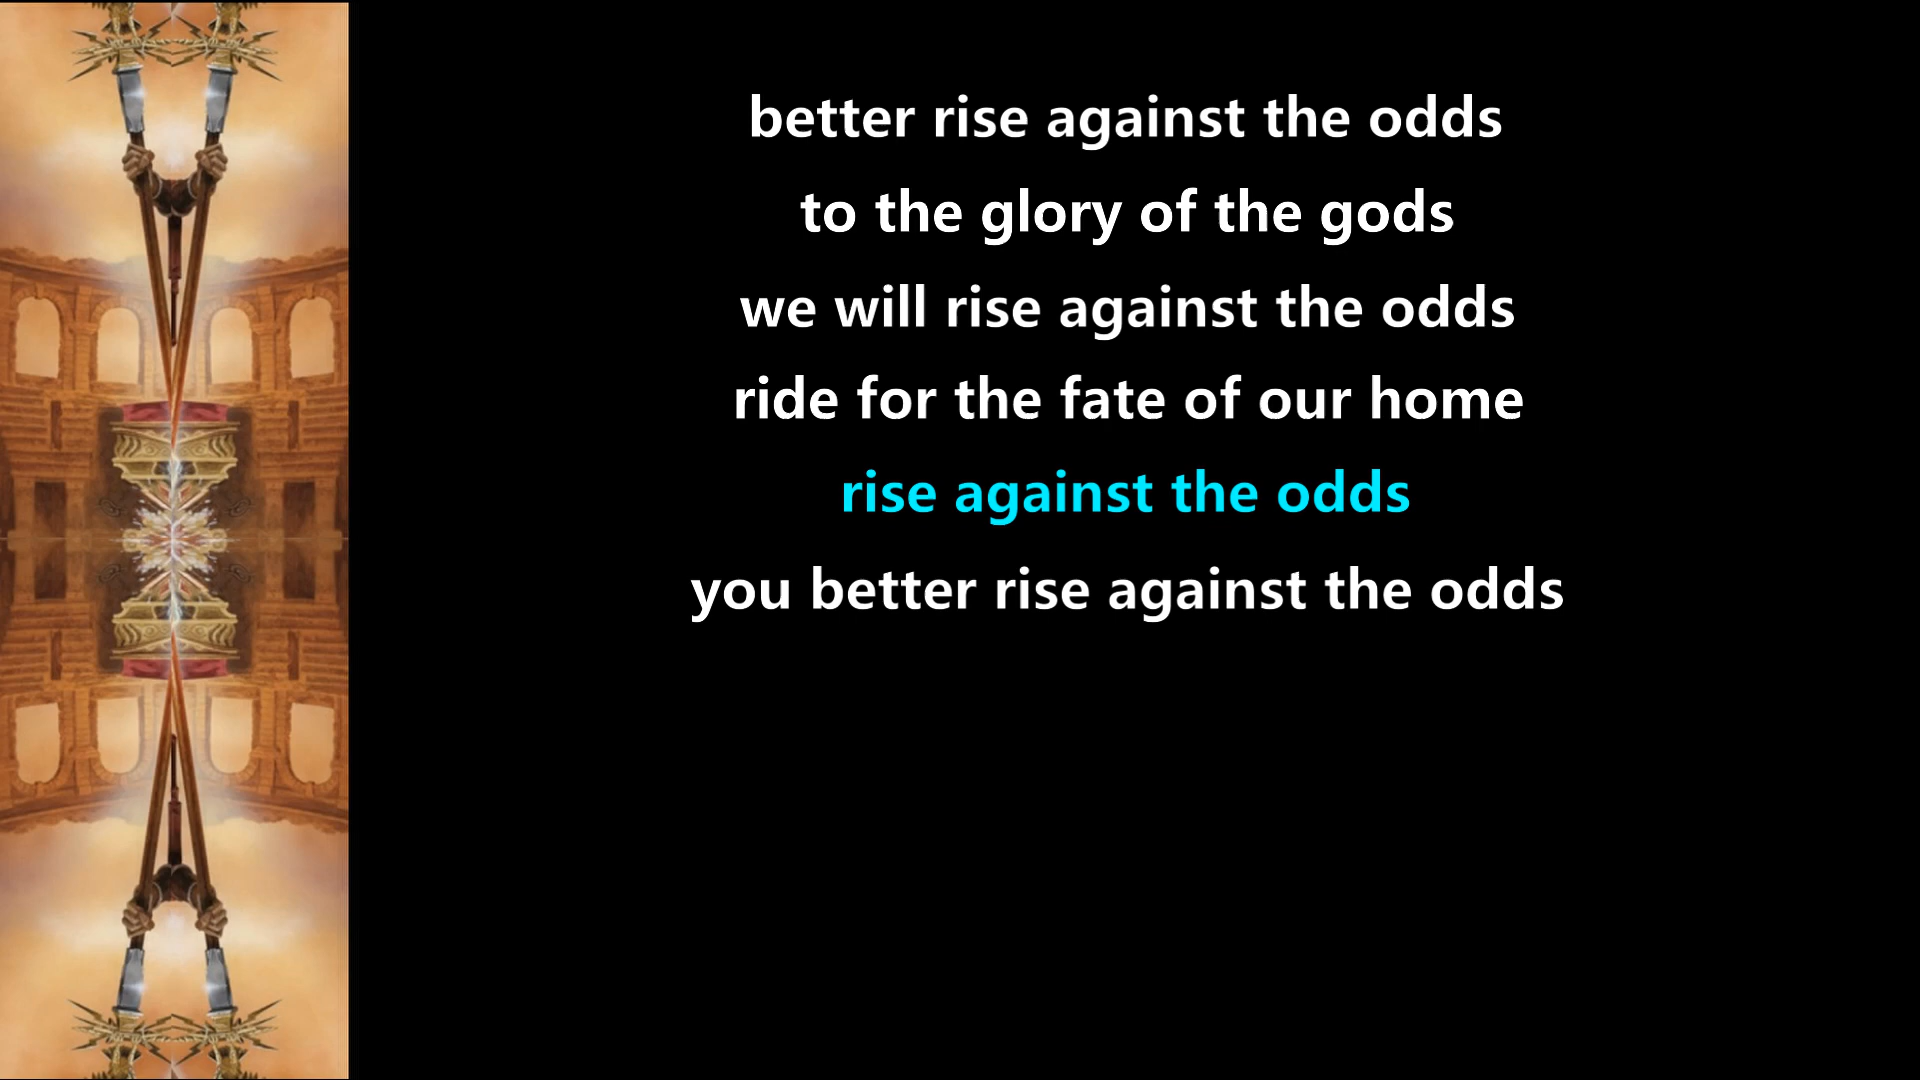 better rise against the odds
to the glory of the gods
we will rise against the odds
ride for the fate of our home
rise against the odds
you better rise against the odds